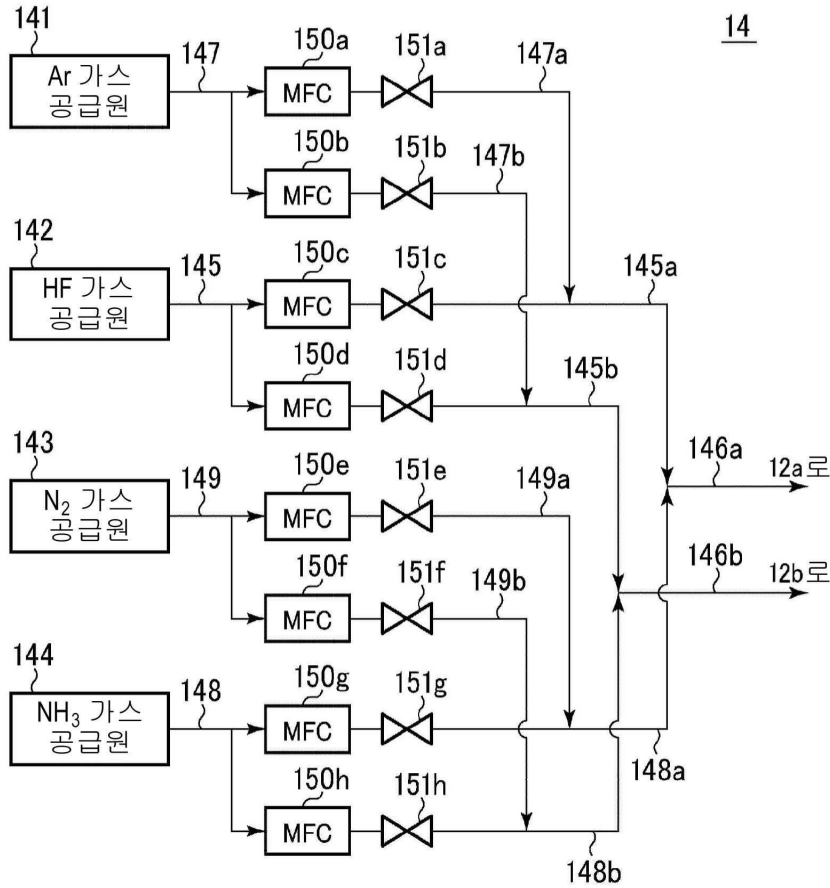 14
141
Ar 가스
공급원
147
150a
MFC
151a
147a
150b
MFC
151b
147b
142
HF 가스
공급원
145
150c
MFC
151c
145a
150d
MFC
151d
145b
143
N₂ 가스
공급원
149
150e
MFC
151e
149a
146a
12a로
150f
MFC
151f
149b
146b
12b로
144
NH₃ 가스
공급원
148
150g
MFC
151g
148a
150h
MFC
151h
148b